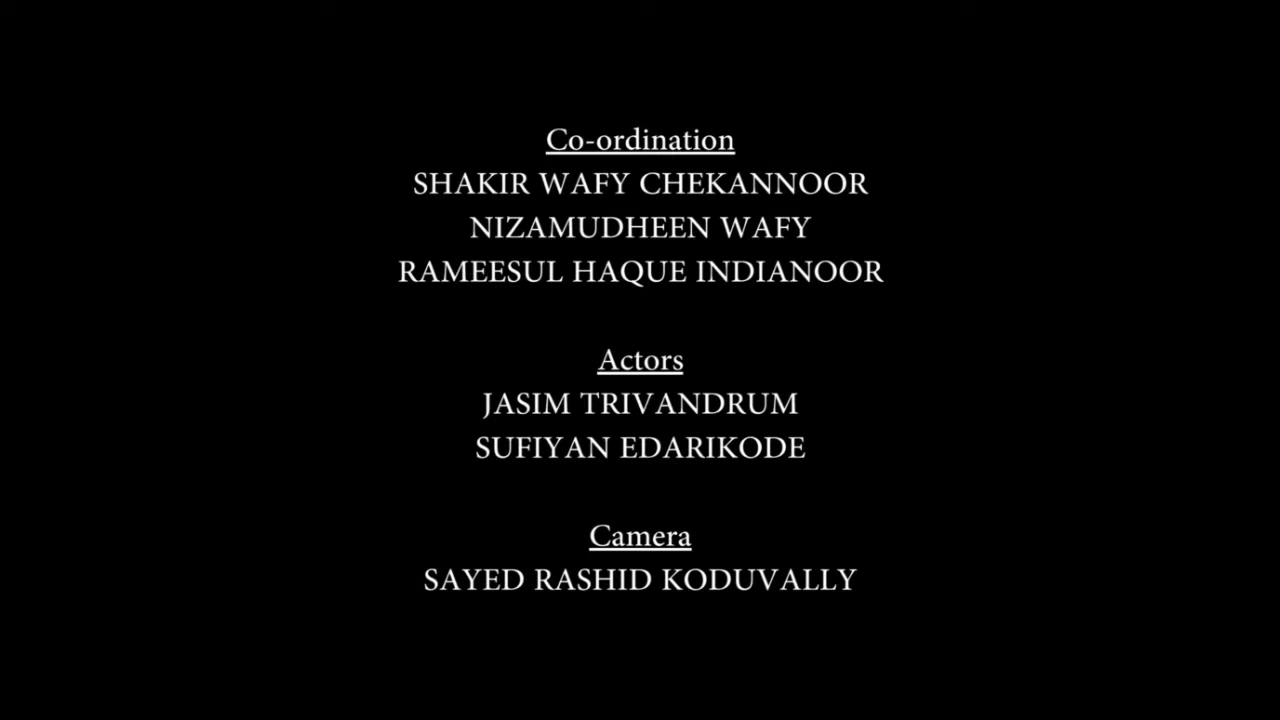 Co-ordination
SHAKIR WAFY CHEKANNOOR
NIZAMUDHEEN WAFY
RAMEESUL HAQUE INDIANOOR
Actors
JASIM TRIVANDRUM
SUFIYAN EDARIKODE
Camera
SAYED RASHID KODUVALLY